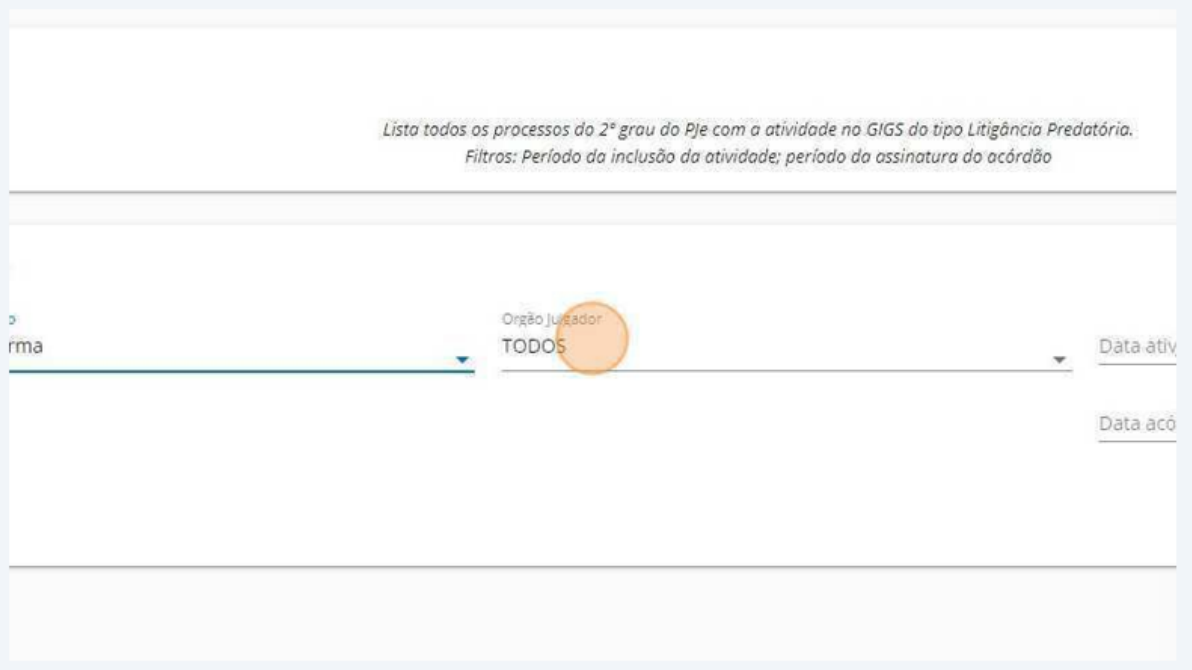 Lista todos os processos do 2º grau do PJe com a atividade no GIGS do tipo Litigância Predatória.
Filtros: Período da inclusão da atividade; período da assinatura do acórdão
o
rma
Orgão Julgador
TODOS
Data ativ
Data acó